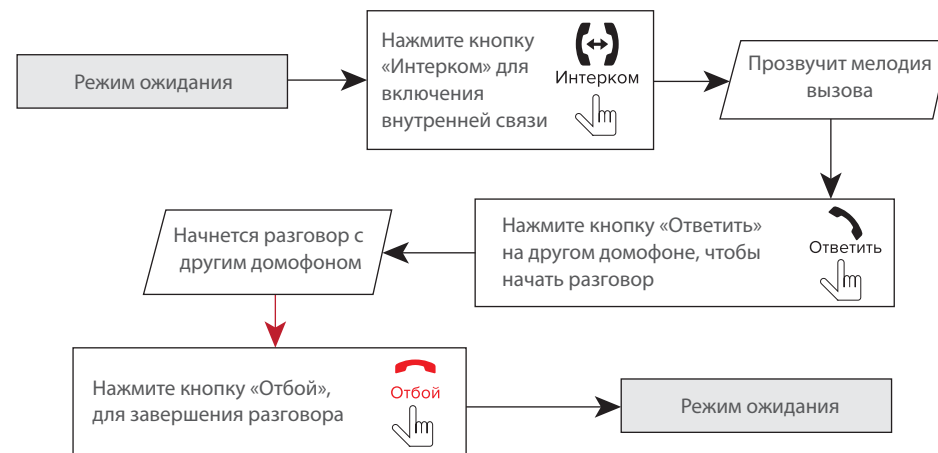 Режим ожидания
Нажмите кнопку
«Интерком» для
включения
внутренней связи
Интерком
Прозвучит мелодия
вызова
Нажмите кнопку «Ответить»
на другом домофоне, чтобы
начать разговор
Ответить
Начнется разговор с
другим домофоном
Нажмите кнопку «Отбой»,
для завершения разговора
Отбой
Режим ожидания